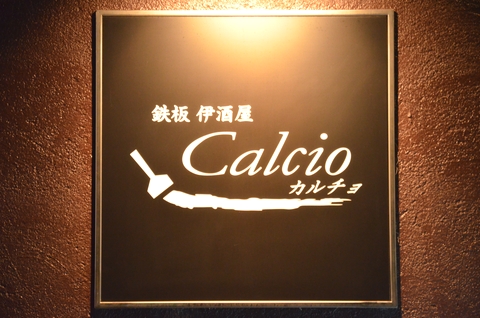 鉄板 伊酒屋
Calcio
カルチョ